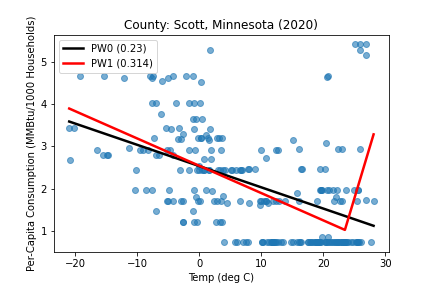 County: Scott, Minnesota (2020)
PW0 (0.23)
PW1 (0.314)
Per-Capita Consumption (MMBtu/1000 Households)
5
4
3
2
1
−20
−10
0
10
20
30
Temp (deg C)